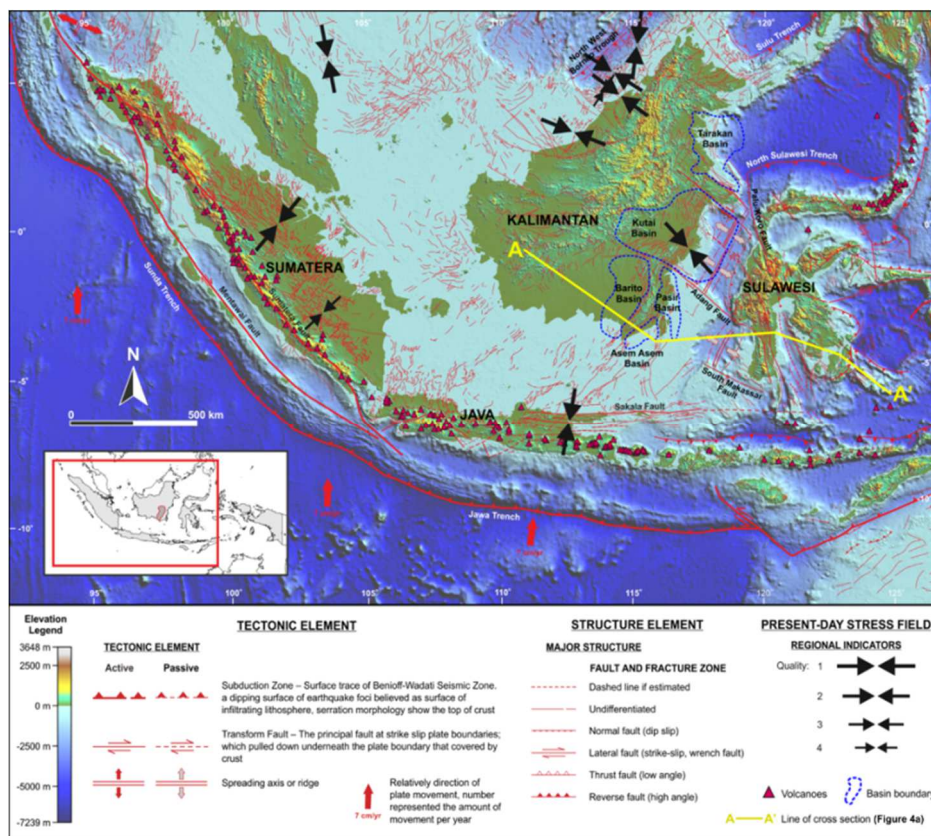 95
100
105
110
115
120
125
5
0
-5
-10
North West
Borneo Trough
Sulu Trench
Tarakan
Basin
North Sulawesi Trench
KALIMANTAN
Kutai
Basin
A
SUMATERA
SULAWESI
Barito
Basin
Pasir Basin
Adang Fault
Sunda Trench
Mentawai Fault
Asem Asem
Basin
South Makassar
Fault
A'
N
0 500 km
JAVA
Sakala Fault
Jawa Trench
7 cm/yr
95
100
105
110
115
120
125
Elevation
Legend
3648 m
2500 m
0 m
-2500 m
-5000 m
-7239 m
TECTONIC ELEMENT
TECTONIC ELEMENT
Active Passive
Subduction Zone – Surface trace of Benioff-Wadati Seismic Zone.
a dipping surface of earthquake foci believed as surface of
infiltrating lithosphere, serration morphology show the top of crust
Transform Fault – The principal fault at strike slip plate boundaries;
which pulled down underneath the plate boundary that covered by
crust
Spreading axis or ridge
7 cm/yr
Relatively direction of
plate movement, number
represented the amount of
movement per year
STRUCTURE ELEMENT
MAJOR STRUCTURE
FAULT AND FRACTURE ZONE
Dashed line if estimated
Undifferentiated
Normal fault (dip slip)
Lateral fault (strike-slip, wrench fault)
Thrust fault (low angle)
Reverse fault (high angle)
PRESENT-DAY STRESS FIELD
REGIONAL INDICATORS
Quality: 1
2
3
4
Volcanoes
Basin boundary
A A' Line of cross section (Figure 4a)